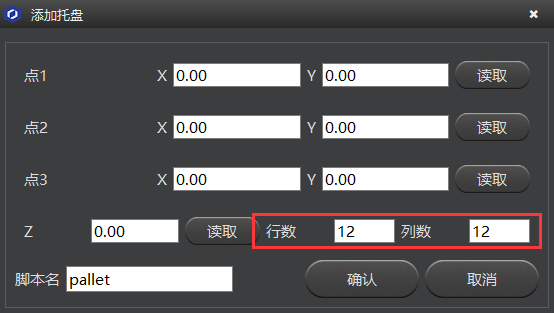 添加托盘
点1 X 0.00 Y 0.00 读取
点2 X 0.00 Y 0.00 读取
点3 X 0.00 Y 0.00 读取
Z 0.00 读取 行数 12 列数 12
脚本名 pallet 确认 取消